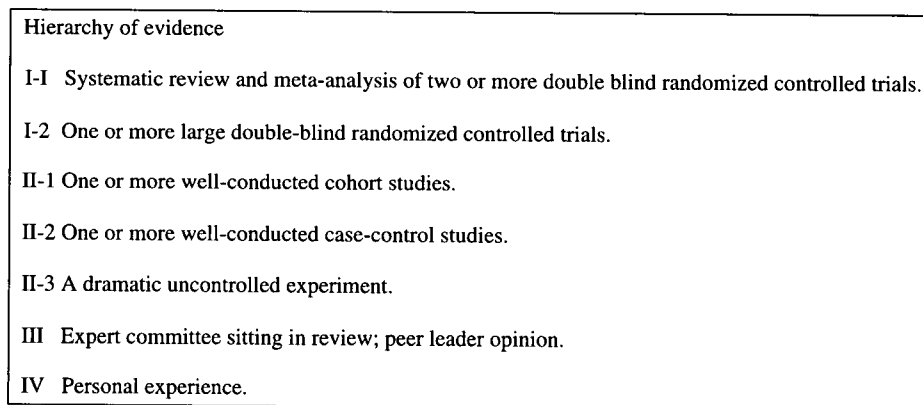 Hierarchy of evidence
I-I Systematic review and meta-analysis of two or more double blind randomized controlled trials.
I-2 One or more large double-blind randomized controlled trials.
II-1 One or more well-conducted cohort studies.
II-2 One or more well-conducted case-control studies.
II-3 A dramatic uncontrolled experiment.
III Expert committee sitting in review; peer leader opinion.
IV Personal experience.